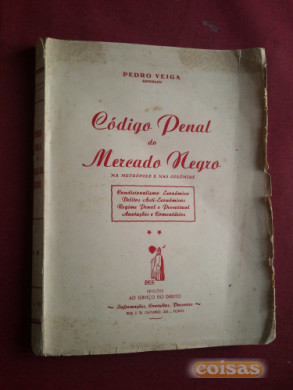 PEDRO VEIGA
ADVOGADO
Código Penal
do
Mercado Negro
NA METRÓPOLE E NAS COLÓNIAS
Condicionalismo Económico
Delitos Anti-Económicos
Regime Penal e Processual
Anotações e Comentários
EDIÇÕES
AO SERVIÇO DO DIREITO
coisas